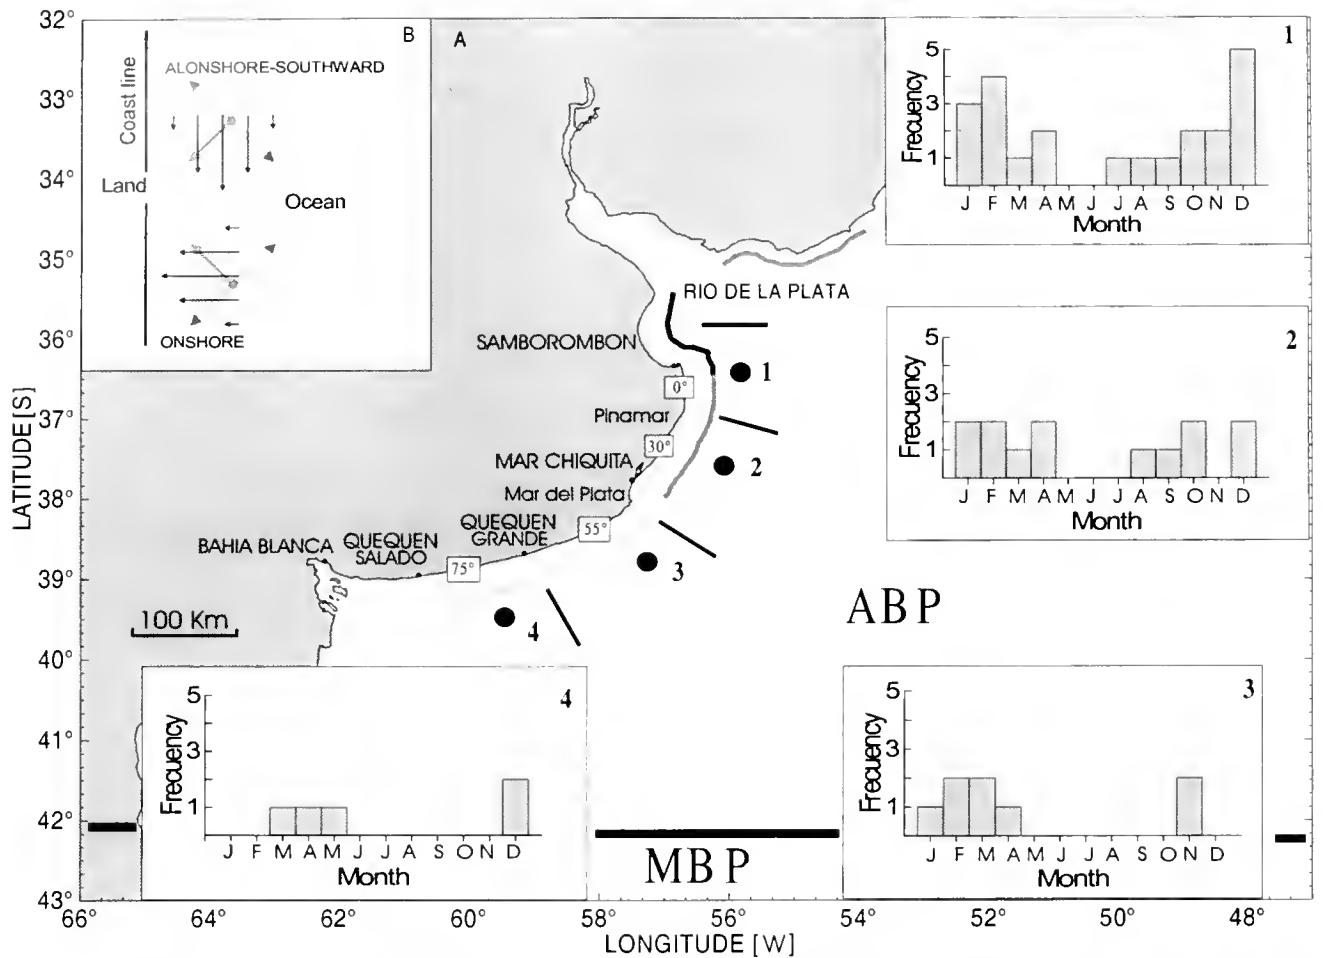 32°
33°
34°
35°
36°
37°
38°
39°
40°
41°
42°
43°
LATITUDE [S]
66°
64°
62°
60°
58°
56°
54°
52°
50°
48°
LONGITUDE [W]
B
ALONSHORE-SOUTHWARD
Coast line
Land
Ocean
ONSHORE
A
RIO DE LA PLATA
SAMBOROMBON
0°
1
Pinamar
30°
MAR CHIQUITA
2
Mar del Plata
QUEQUEN
GRANDE
55°
BAHIA BLANCA
QUEQUEN
SALADO
75°
3
4
100 Km
ABP
MBP
1
5
3
1
Frecuency
J F M A M J J A S O N D
Month
2
5
3
1
Frecuency
J F M A M J J A S O N D
Month
4
5
3
1
Frecuency
J F M A M J J A S O N D
Month
3
5
3
1
Frecuency
J F M A M J J A S O N D
Month